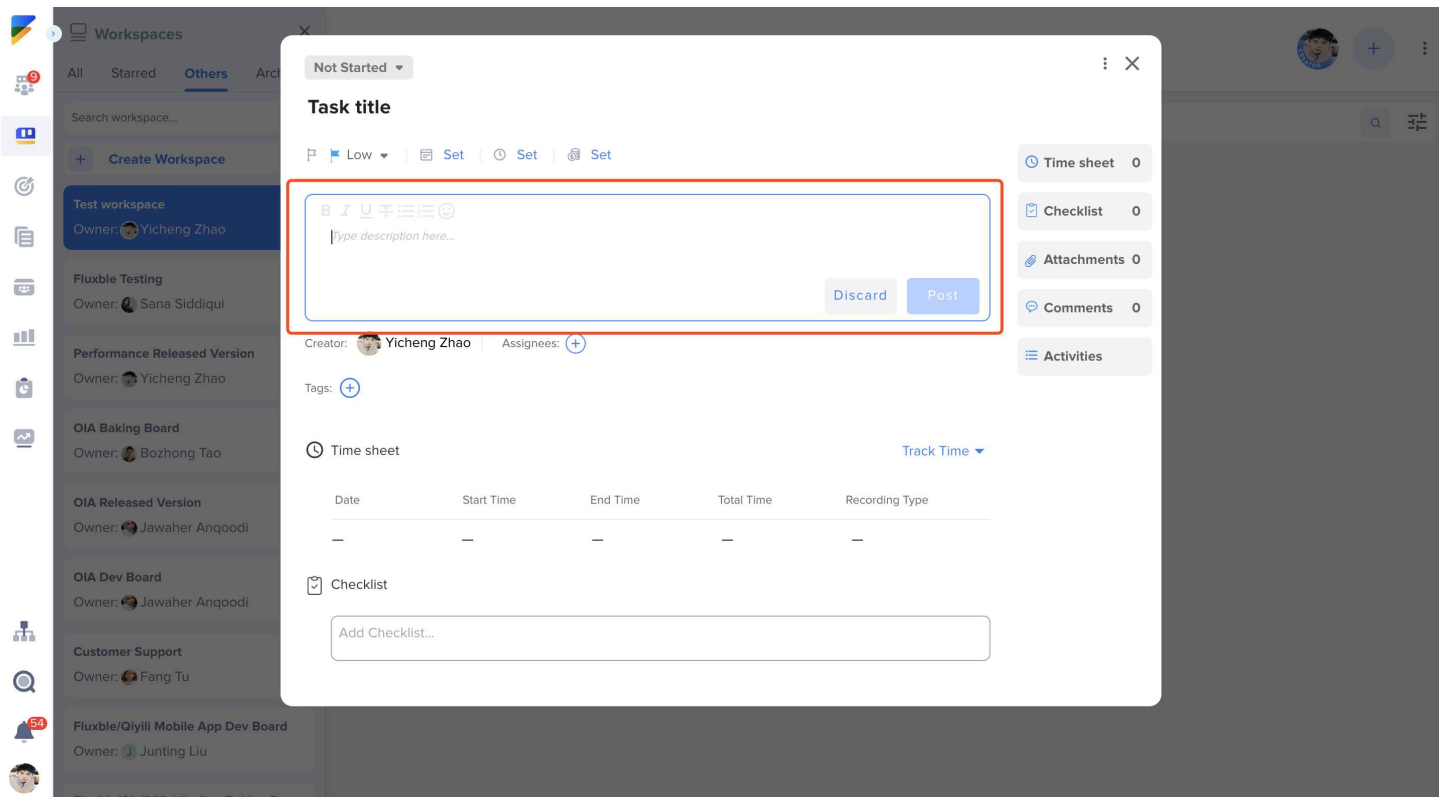 Workspaces
All Starred Others Arch
Search workspace...
+ Create Workspace
Test workspace
Owner: Yicheng Zhao
Fluxble Testing
Owner: Sana Siddiqui
Performance Released Version
Owner: Yicheng Zhao
OIA Baking Board
Owner: Bozhong Tao
OIA Released Version
Owner: Jawaher Anqoodi
OIA Dev Board
Owner: Jawaher Anqoodi
Customer Support
Owner: Fang Tu
Fluxble/Qiyili Mobile App Dev Board
Owner: J Junting Liu
9
54
Not Started
Task title
Low Set Set Set
B I U
Type description here...
Discard Post
Creator: Yicheng Zhao Assignees:
Tags:
Time sheet Track Time
Date Start Time End Time Total Time Recording Type
— — — — —
Checklist
Add Checklist...
Time sheet 0
Checklist 0
Attachments 0
Comments 0
Activities